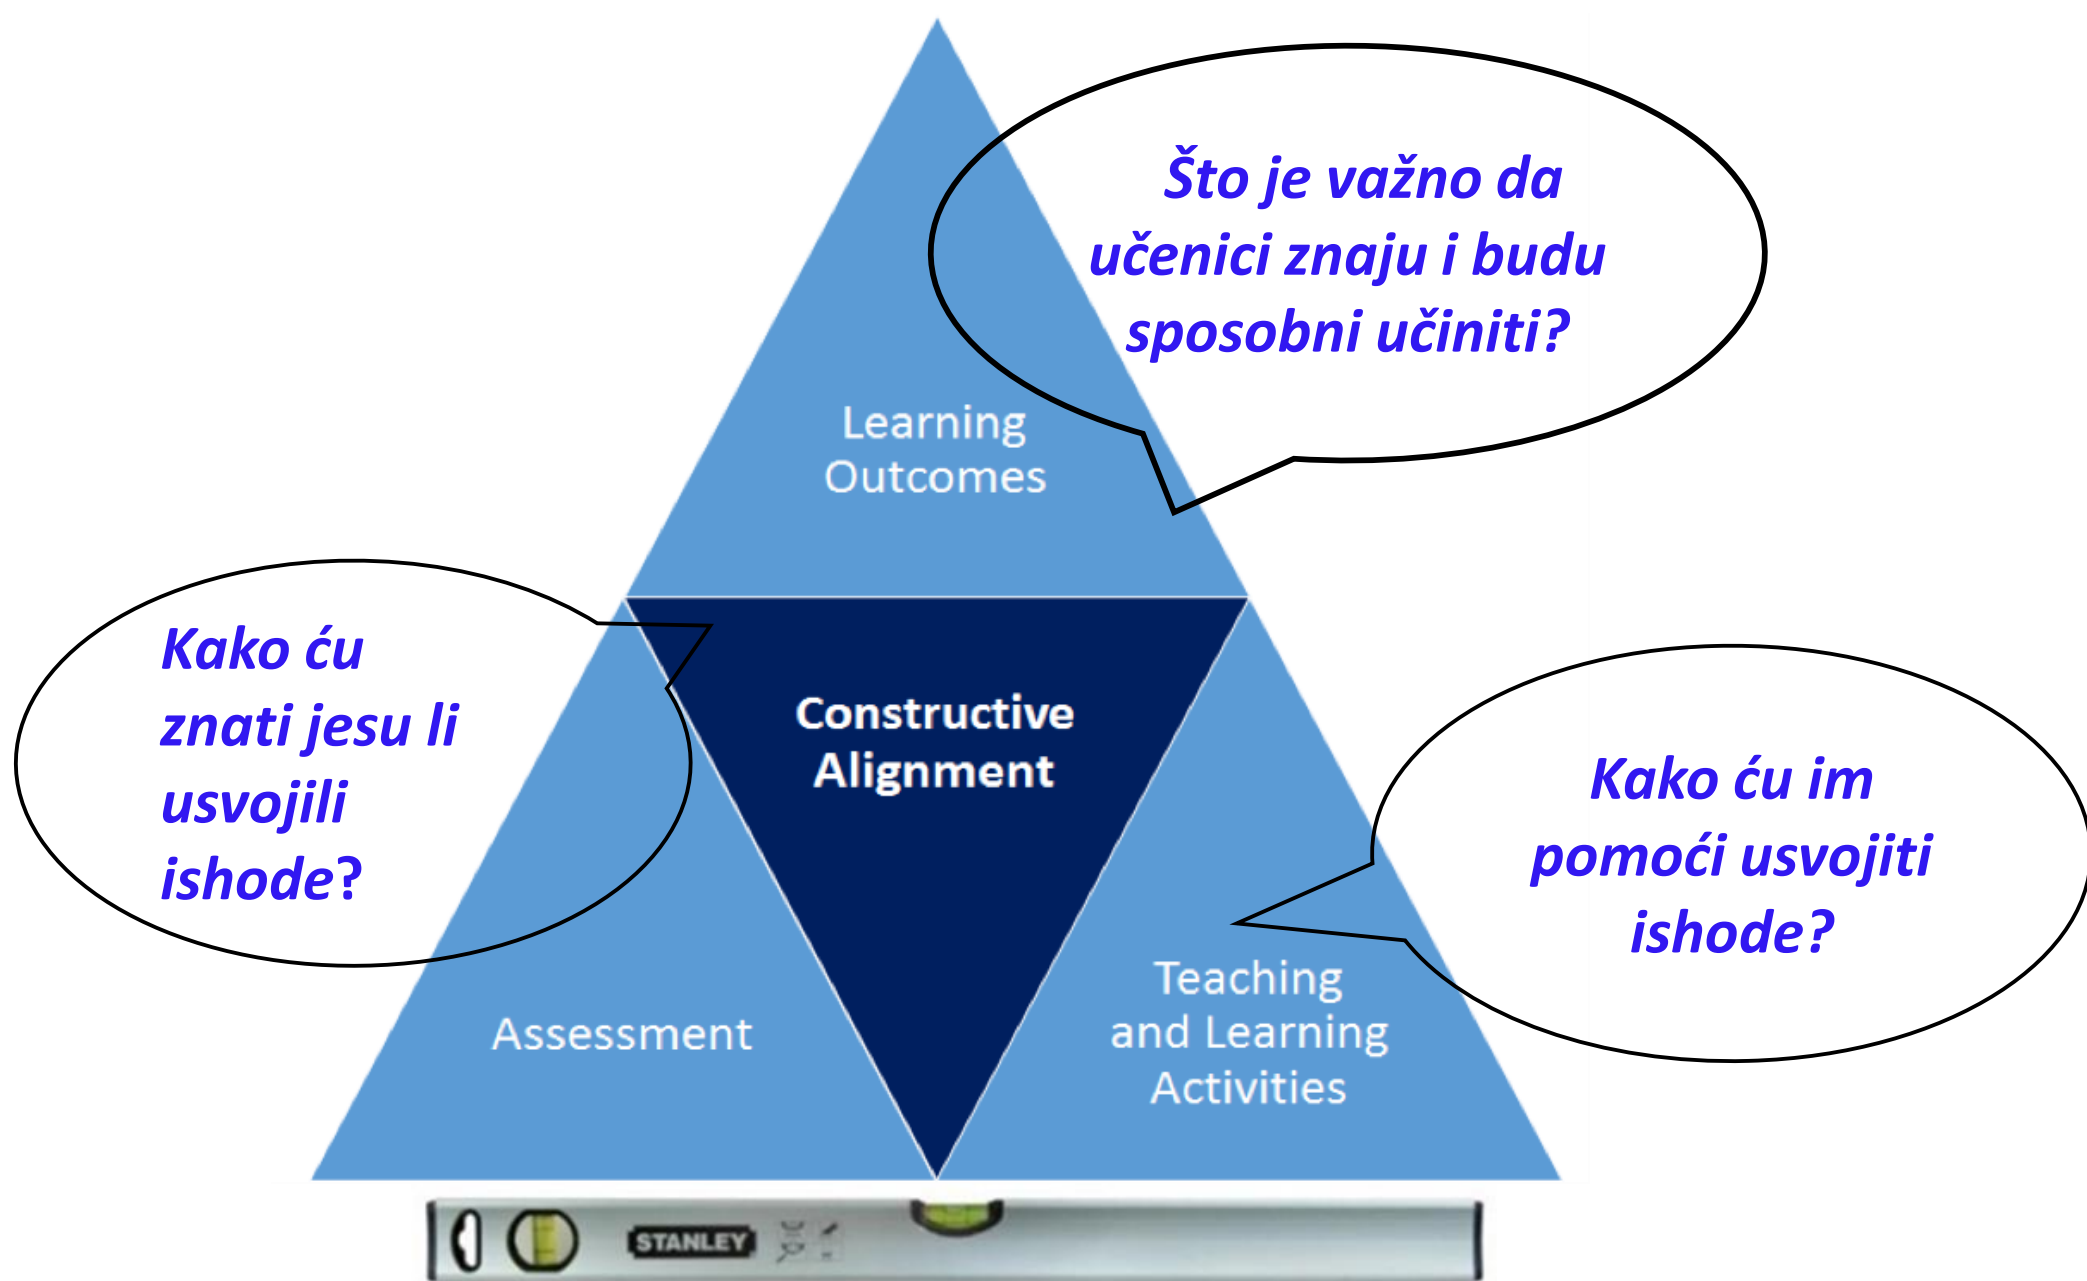 Što je važno da
učenici znaju i budu
sposobni učiniti?
Learning
Outcomes
Kako ću
znati jesu li
usvojili
ishode?
Constructive
Alignment
Kako ću im
pomoći usvojiti
ishode?
Assessment
Teaching
and Learning
Activities
STANLEY